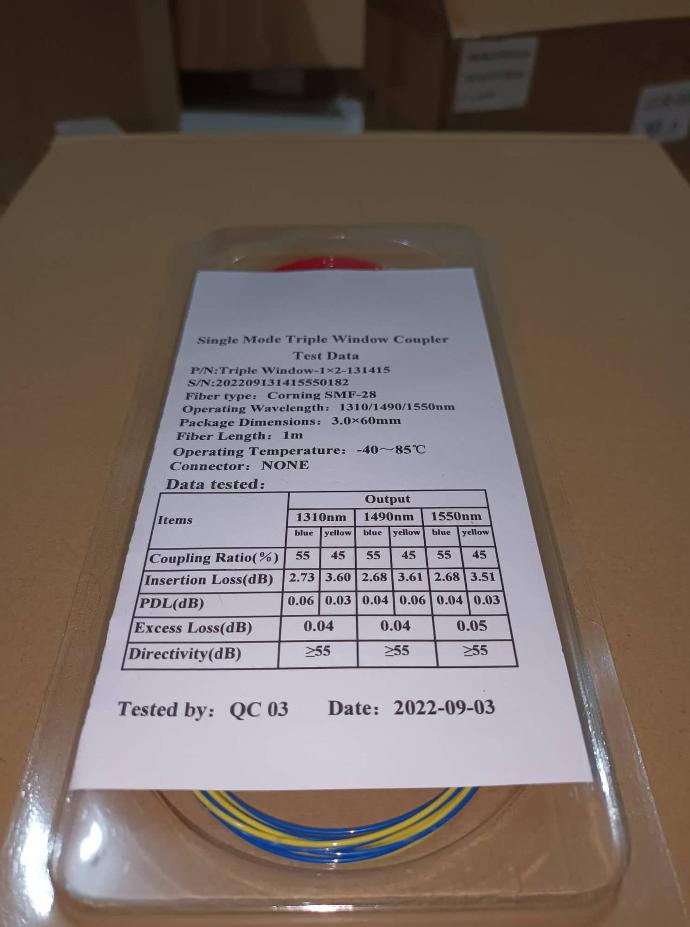 Single Mode Triple Window Coupler
Test Data
P/N:Triple Window-1×2-131415
S/N:202209131415550182
Fiber type: Corning SMF-28
Operating Wavelength: 1310/1490/1550nm
Package Dimensions: 3.0×60mm
Fiber Length: 1m
Operating Temperature: -40~85℃
Connector: NONE
Data tested:
Items Output
1310nm 1490nm 1550nm
blue yellow blue yellow blue yellow
Coupling Ratio(%) 55 45 55 45 55 45
Insertion Loss(dB) 2.73 3.60 2.68 3.61 2.68 3.51
PDL(dB) 0.06 0.03 0.04 0.06 0.04 0.03
Excess Loss(dB) 0.04 0.04 0.05
Directivity(dB) ≥55 ≥55 ≥55
Tested by: QC 03 Date: 2022-09-03